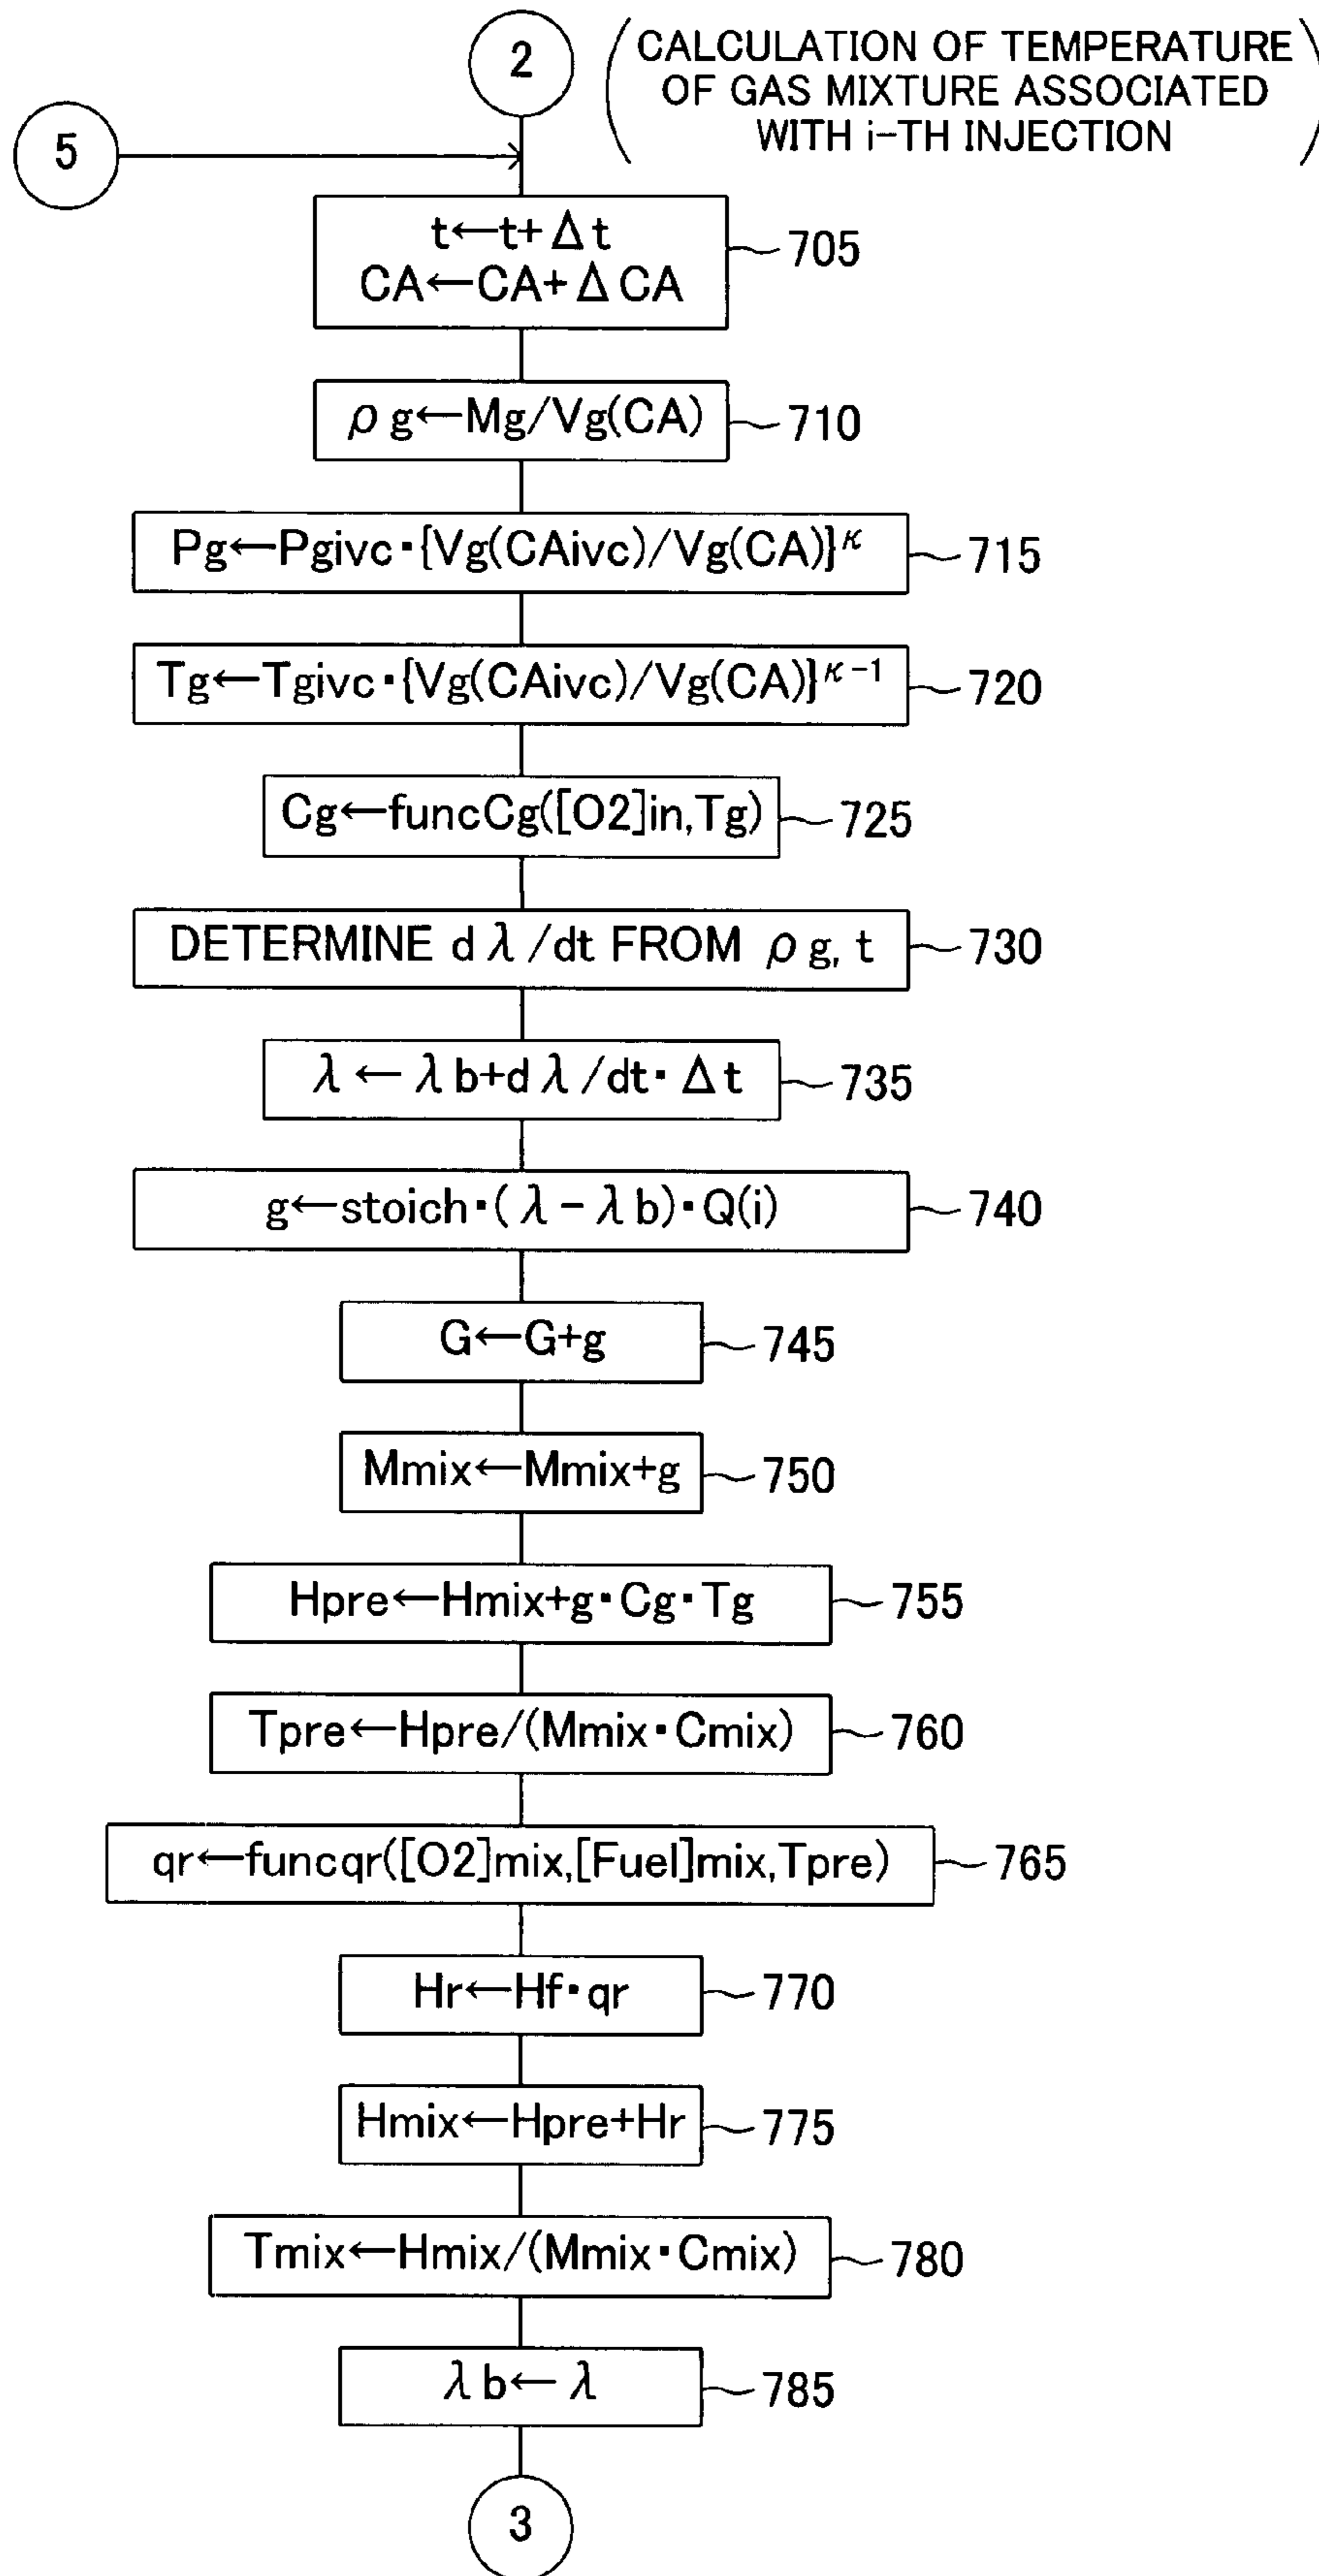 2
CALCULATION OF TEMPERATURE
OF GAS MIXTURE ASSOCIATED
WITH i-TH INJECTION
5
t←t+Δt
CA←CA+ΔCA
705
ρg←Mg/Vg(CA)
710
Pg←Pgivc·{Vg(CAivc)/Vg(CA)}^κ
715
Tg←Tgivc·{Vg(CAivc)/Vg(CA)}^κ-1
720
Cg←funcCg([O2]in,Tg)
725
DETERMINE dλ/dt FROM ρg, t
730
λ←λb+dλ/dt·Δt
735
g←stoich·(λ-λb)·Q(i)
740
G←G+g
745
Mmix←Mmix+g
750
Hpre←Hmix+g·Cg·Tg
755
Tpre←Hpre/(Mmix·Cmix)
760
qr←funcqr([O2]mix,[Fuel]mix,Tpre)
765
Hr←Hf·qr
770
Hmix←Hpre+Hr
775
Tmix←Hmix/(Mmix·Cmix)
780
λb←λ
785
3